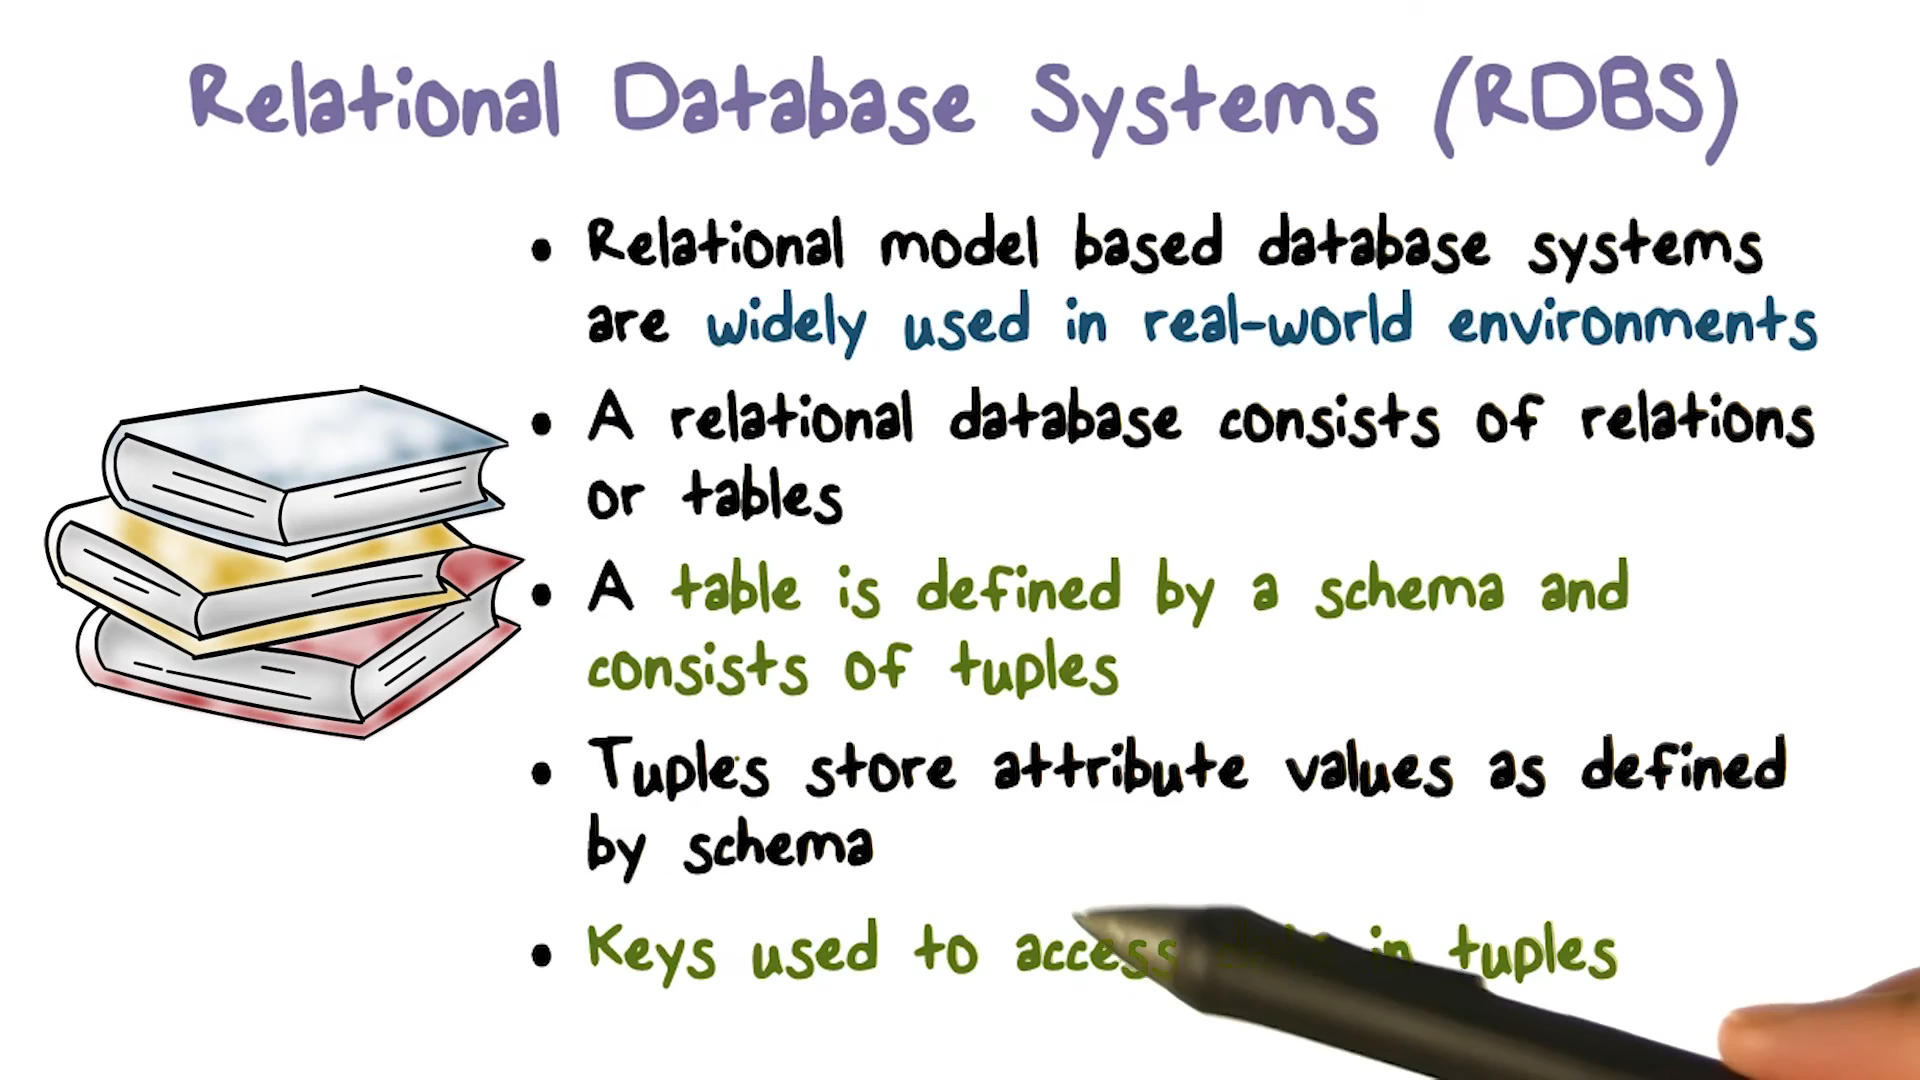 Relational Database Systems (RDBS)
• Relational model based database systems
are widely used in real-world environments
• A relational database consists of relations
or tables
• A table is defined by a schema and
consists of tuples
• Tuples store attribute values as defined
by schema
• Keys used to access in tuples